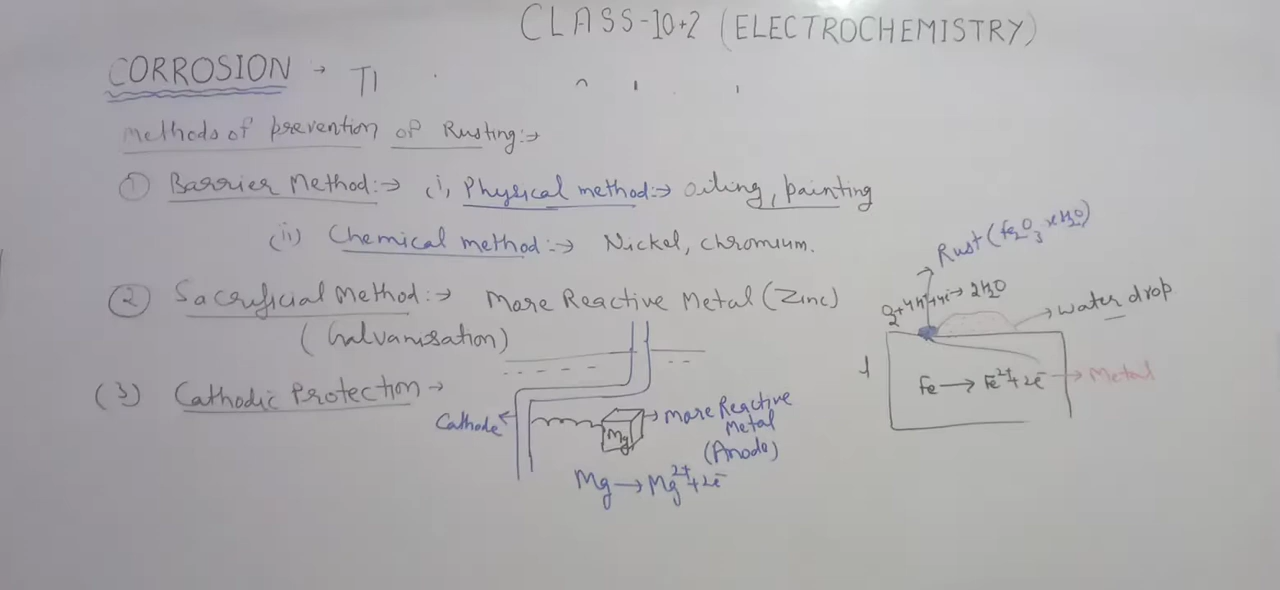 CLASS-10+2 (ELECTROCHEMISTRY)
CORROSION →
Methods of prevention of Rusting:→
① Barrier Method:→ (i) Physical method:→ oiling, painting
(ii) Chemical method:→ Nickel, chromium.
② Sacrificial Method:→ More Reactive Metal (Zinc)
(Galvanisation)
(3) Cathodic Protection →
Cathode
Mg
More Reactive
Metal
(Anode)
Mg → Mg²⁺+2e⁻
Rust (Fe₂O₃ xH₂O)
O₂+4H⁺+4e⁻→ 2H₂O
water drop
Fe → Fe²⁺+2e⁻
Metal